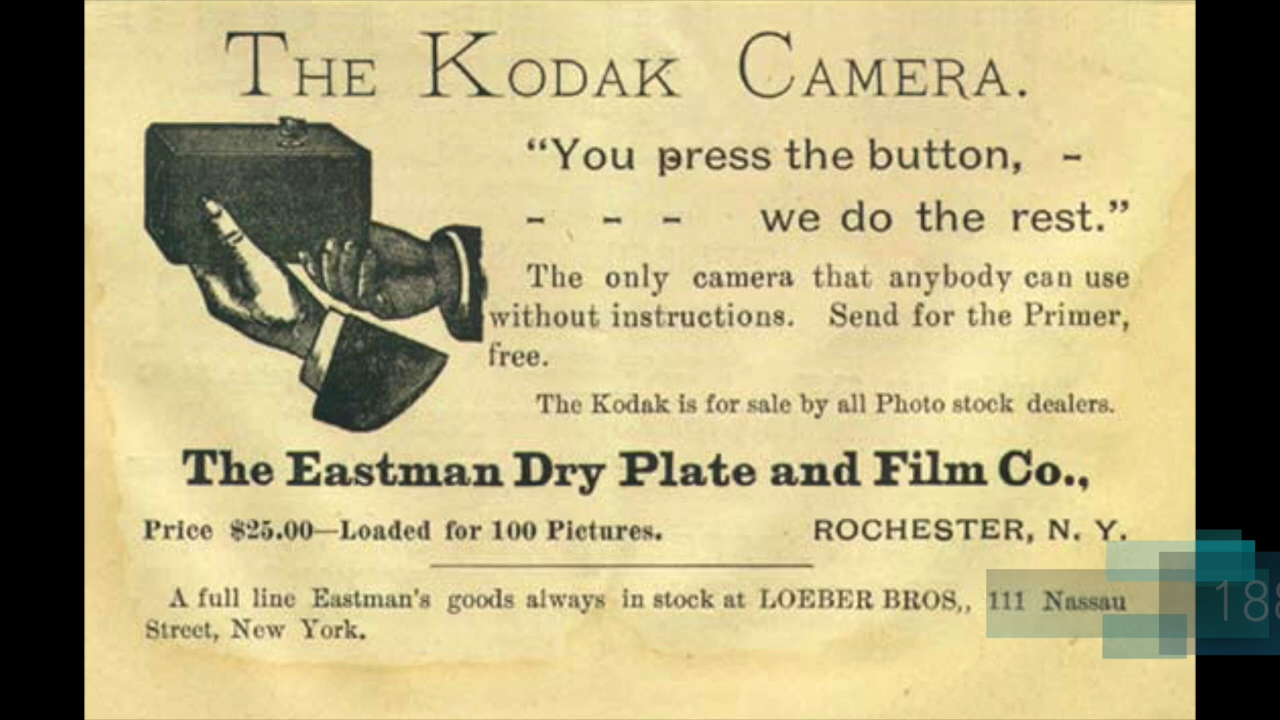 THE KODAK CAMERA.
“You press the button, -
- - - we do the rest.”
The only camera that anybody can use
without instructions. Send for the Primer,
free.
The Kodak is for sale by all Photo stock dealers.
The Eastman Dry Plate and Film Co.,
Price $25.00—Loaded for 100 Pictures. ROCHESTER, N. Y.
A full line Eastman's goods always in stock at LOEBER BROS., 111 Nassau
Street, New York.